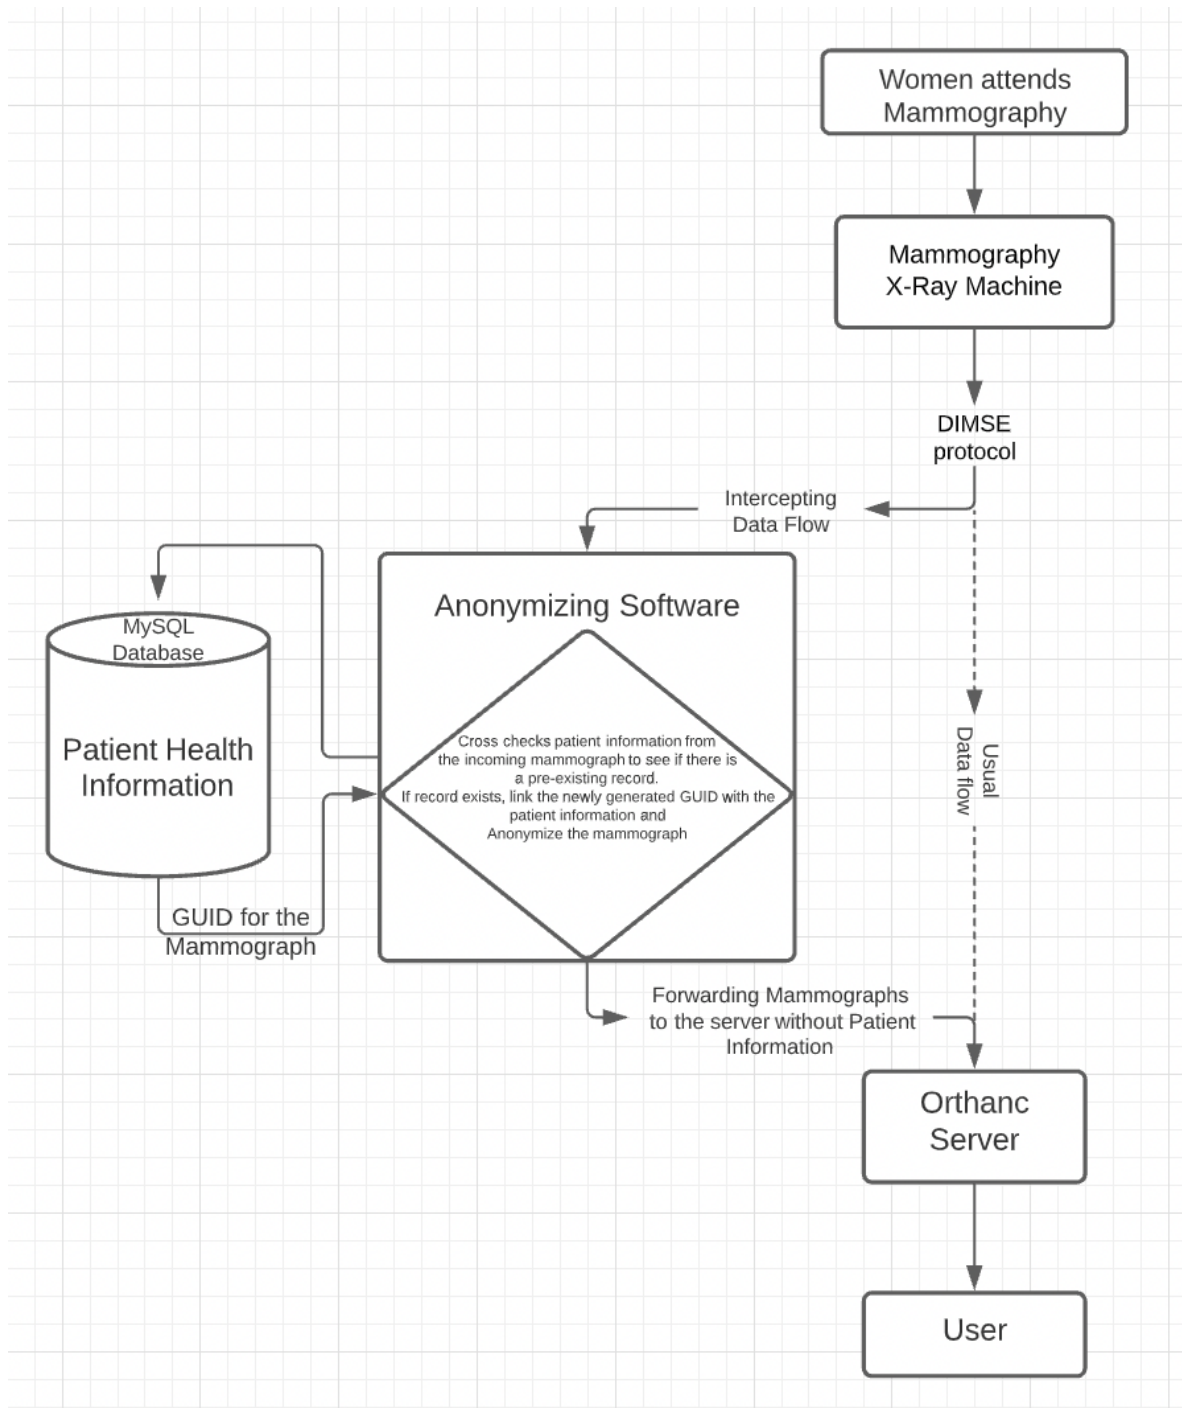 Women attends
Mammography
Mammography
X-Ray Machine
DIMSE
protocol
Intercepting
Data Flow
Anonymizing Software
MySQL
Database
Patient Health
Information
Cross checks patient information from
the incoming mammograph to see if there is
a pre-existing record.
If record exists, link the newly generated GUID with the
patient information and
Anonymize the mammograph
Usual
Data flow
GUID for the
Mammograph
Forwarding Mammographs
to the server without Patient
Information
Orthanc
Server
User